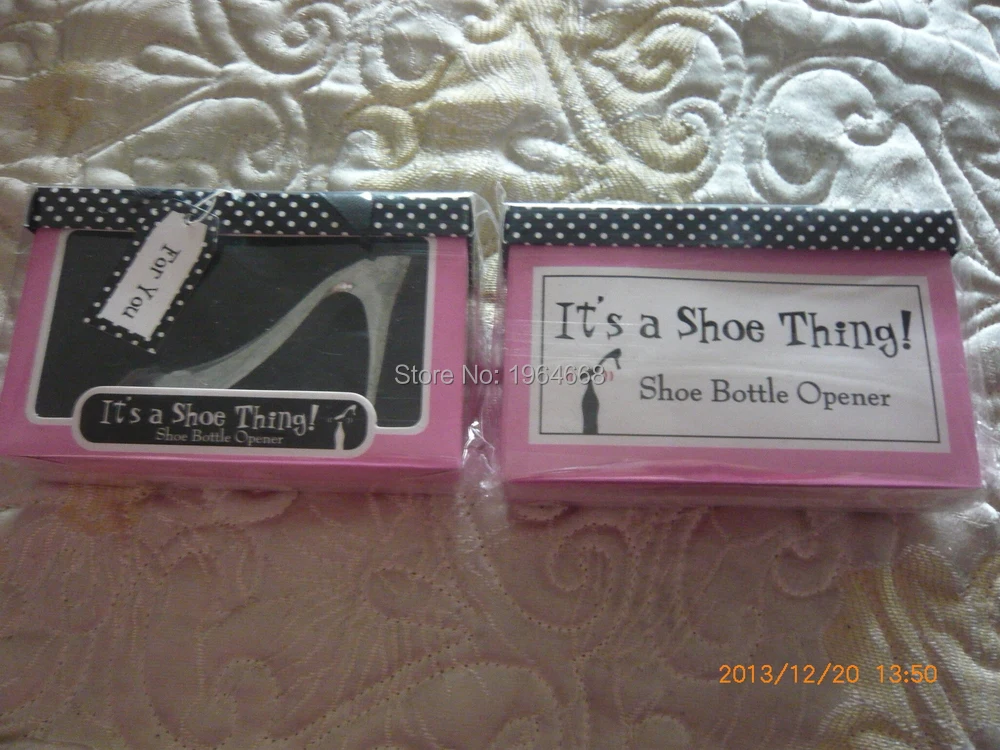 For You
It's a Shoe Thing!
Shoe Bottle Opener
It's a Shoe Thing!
Shoe Bottle Opener
Store No: 1964668
2013/12/20 13:50